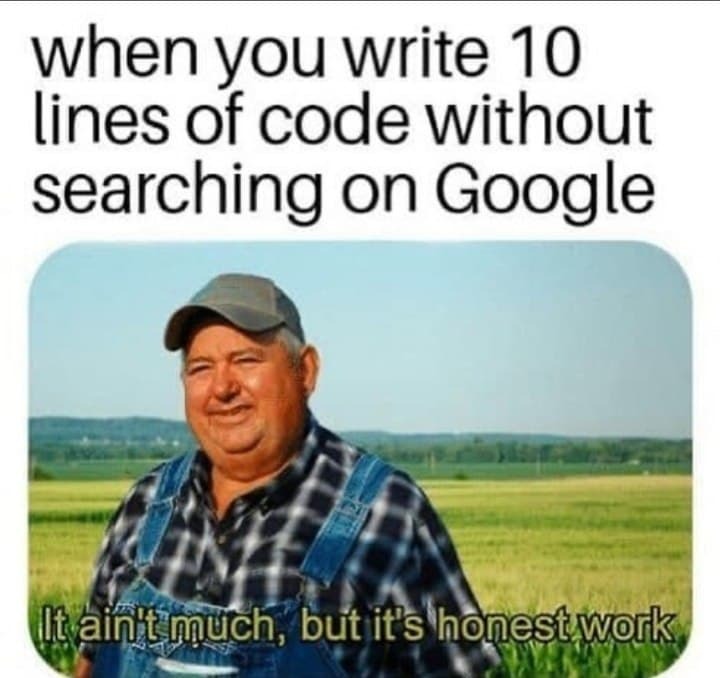 when you write 10
lines of code without
searching on Google
It ain't much, but it's honest work